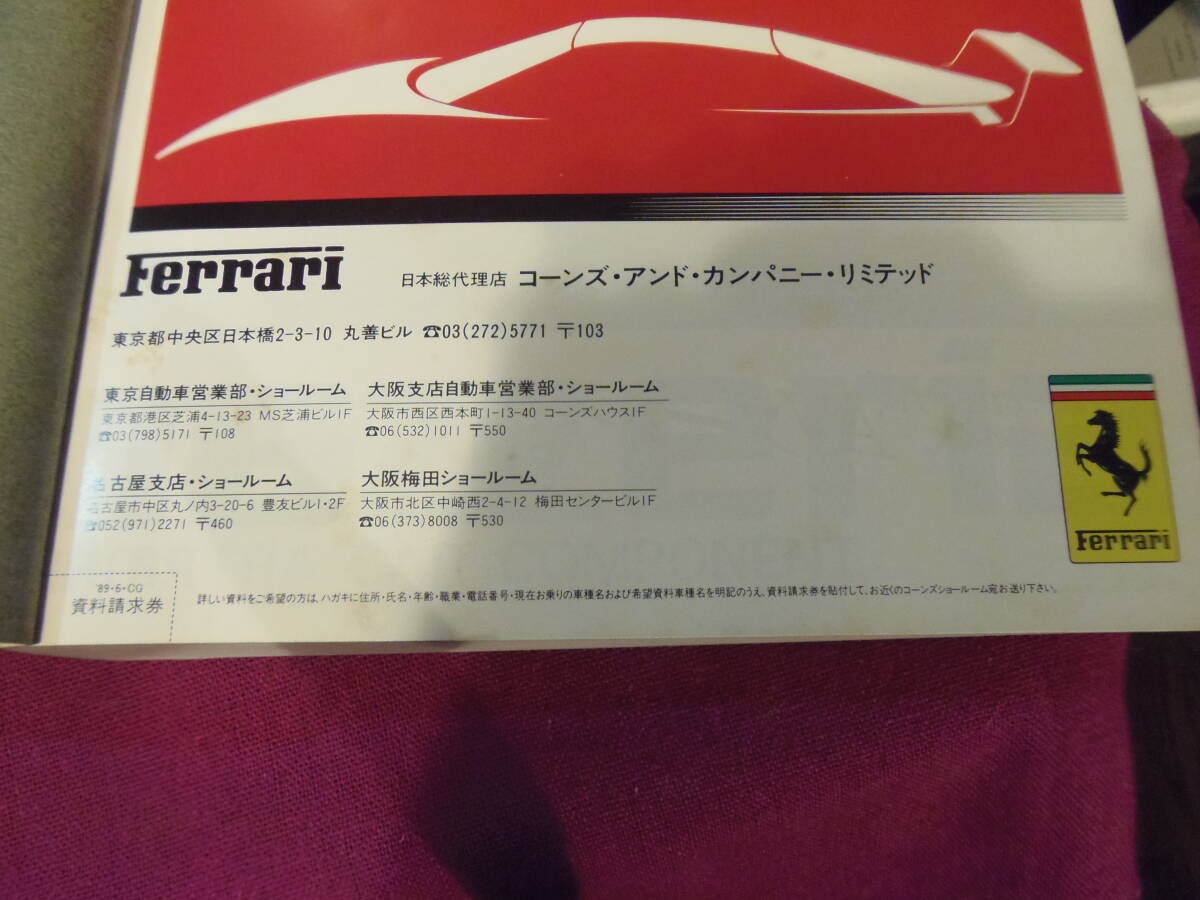 Ferrari
日本総代理店 コーンズ・アンド・カンパニー・リミテッド
東京都中央区日本橋2-3-10 丸善ビル ☎03(272)5771 〒103
東京自動車営業部・ショールーム
東京都港区芝浦4-13-23 MS芝浦ビル1F
☎03(798)5171 〒108
大阪支店自動車営業部・ショールーム
大阪市西区西本町1-13-40 コーンズハウス1F
☎06(532)1011 〒550
名古屋支店・ショールーム
名古屋市中区丸ノ内3-20-6 豊友ビル1・2F
☎052(971)2271 〒460
大阪梅田ショールーム
大阪市北区中崎西2-4-12 梅田センタービル1F
☎06(373)8008 〒530
Ferrari
'89・6・CG
資料請求券
詳しい資料をご希望の方は、ハガキに住所・氏名・年齢・職業・電話番号・現在お乗りの車種名および希望資料車種名を明記のうえ、資料請求券を貼付して、お近くのコーンズショールーム宛お送り下さい。